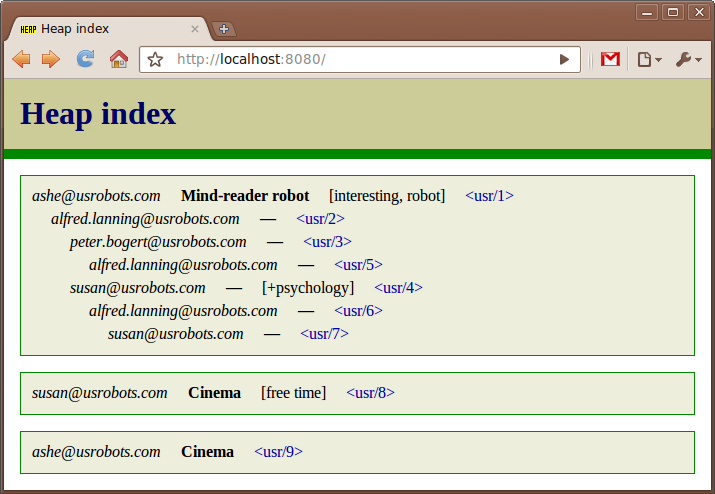 HEAP Heap index
http://localhost:8080/
Heap index
ashe@usrobots.com Mind-reader robot [interesting, robot] <usr/1>
alfred.lanning@usrobots.com — <usr/2>
peter.bogert@usrobots.com — <usr/3>
alfred.lanning@usrobots.com — <usr/5>
susan@usrobots.com — [+psychology] <usr/4>
alfred.lanning@usrobots.com — <usr/6>
susan@usrobots.com — <usr/7>
susan@usrobots.com Cinema [free time] <usr/8>
ashe@usrobots.com Cinema <usr/9>